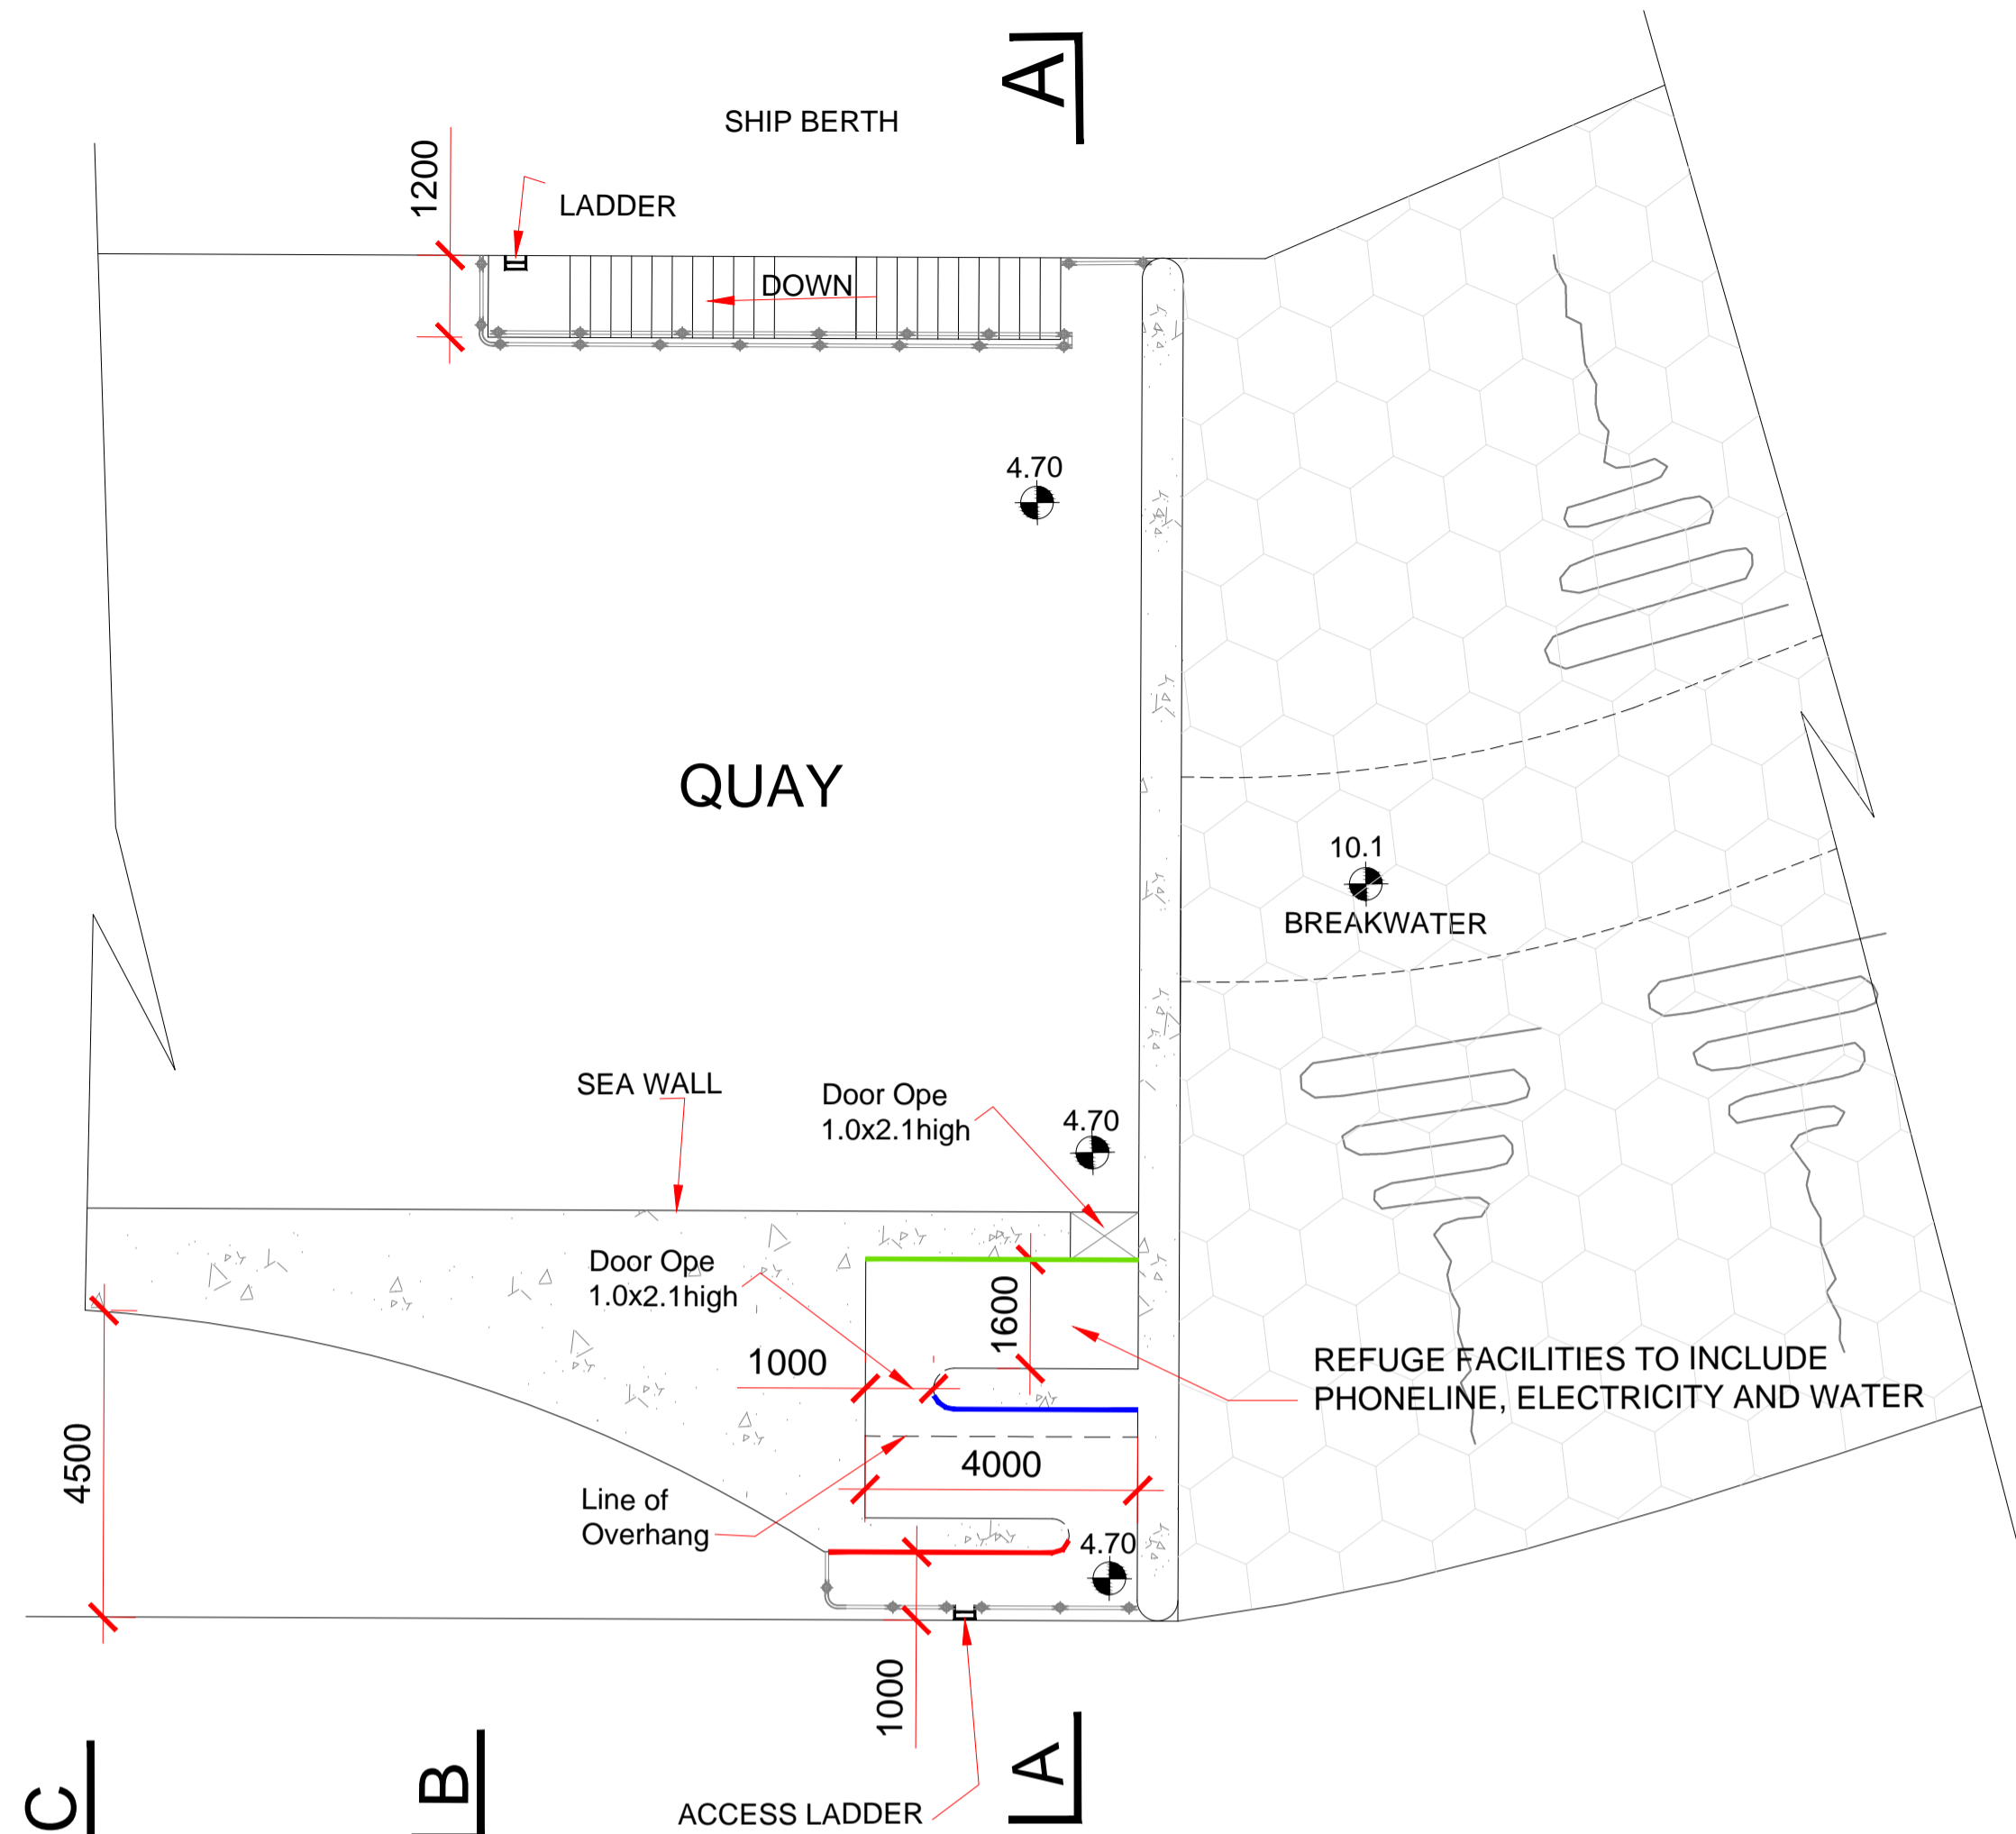 A
SHIP BERTH
1200
LADDER
DOWN
4.70
QUAY
10.1
BREAKWATER
SEA WALL
Door Ope
1.0x2.1high
4.70
Door Ope
1.0x2.1high
1600
1000
REFUGE FACILITIES TO INCLUDE
PHONELINE, ELECTRICITY AND WATER
4500
4000
Line of
Overhang
4.70
1000
C
B
A
ACCESS LADDER